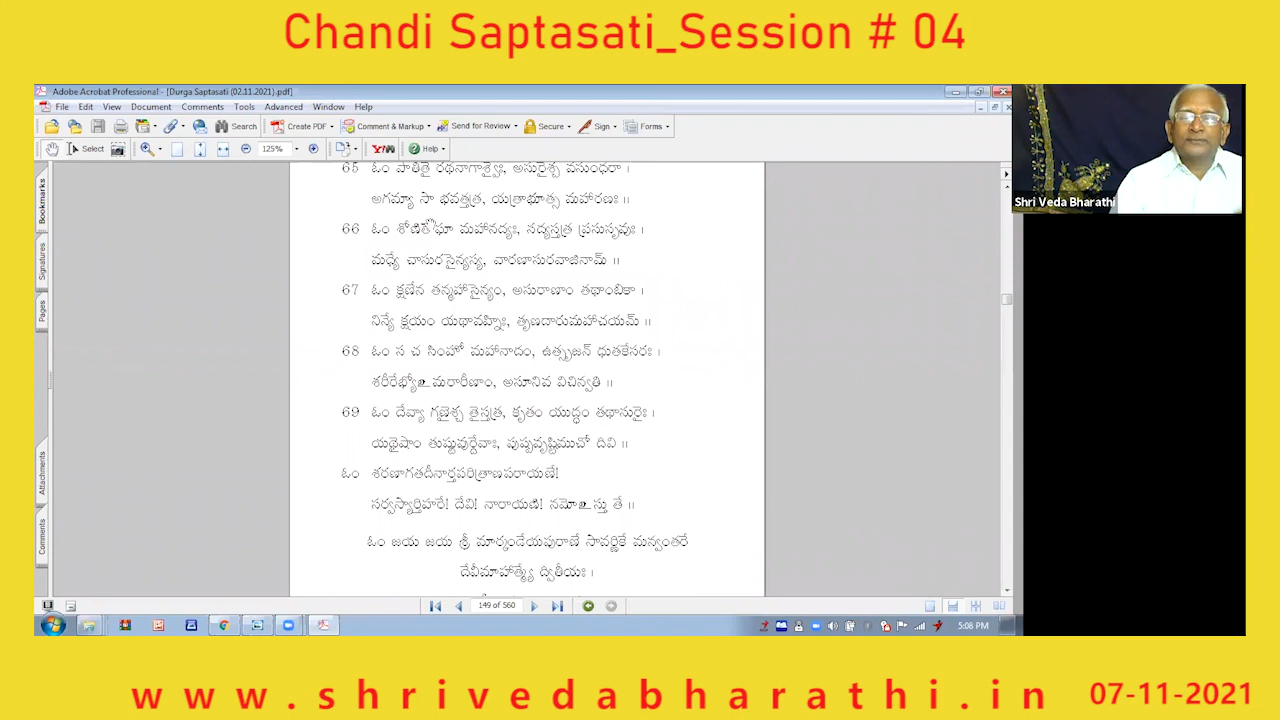 Chandi Saptasati_Session # 04
Adobe Acrobat Professional - [Durga Saptasati (02.11.2021).pdf]
File Edit View Document Comments Tools Advanced Window Help
Search Create PDF Comment & Markup Send for Review Secure Sign Forms
Select 125% Y! Help
Bookmarks
Signatures
Pages
Attachments
Comments
65 ఓం పాతితై రథనాగాశ్వైః, అసురైశ్చ వసుంధరా ।
అగమ్యా సా భవత్తత్ర, యత్రాభూత్స మహారణః ॥
66 ఓం శోణితౌఘా మహానద్యః, సద్యస్తత్ర ప్రసుస్రువుః ।
మధ్యే చాసురసైన్యస్య, వారణాసురవాజినామ్ ॥
67 ఓం క్షణేన తన్మహాసైన్యం, అసురాణాం తథాంబికా ।
నిన్యే క్షయం యథావహ్నిః, తృణదారుమహాచయమ్ ॥
68 ఓం స చ సింహో మహానాదం, ఉత్సృజన్ ధుతకేసరః ।
శరీరేభ్యోఽమరారీణాం, అసూనివ విచిన్వతి ॥
69 ఓం దేవ్యా గణైశ్చ తైస్తత్ర, కృతం యుద్ధం తథాసురైః ।
యథైషాం తుష్టువుర్దేవాః, పుష్పవృష్టిముచో దివి ॥
ఓం శరణాగతదీనార్తపరిత్రాణపరాయణే!
సర్వస్యార్తిహరే! దేవి! నారాయణి! నమోఽస్తు తే ॥
ఓం జయ జయ శ్రీ మార్కండేయపురాణే సావర్ణికే మన్వంతరే
దేవీమాహాత్మ్యే ద్వితీయః ।
Shri Veda Bharathi
149 of 560
5:08 PM
www.shrivedabharathi.in
07-11-2021